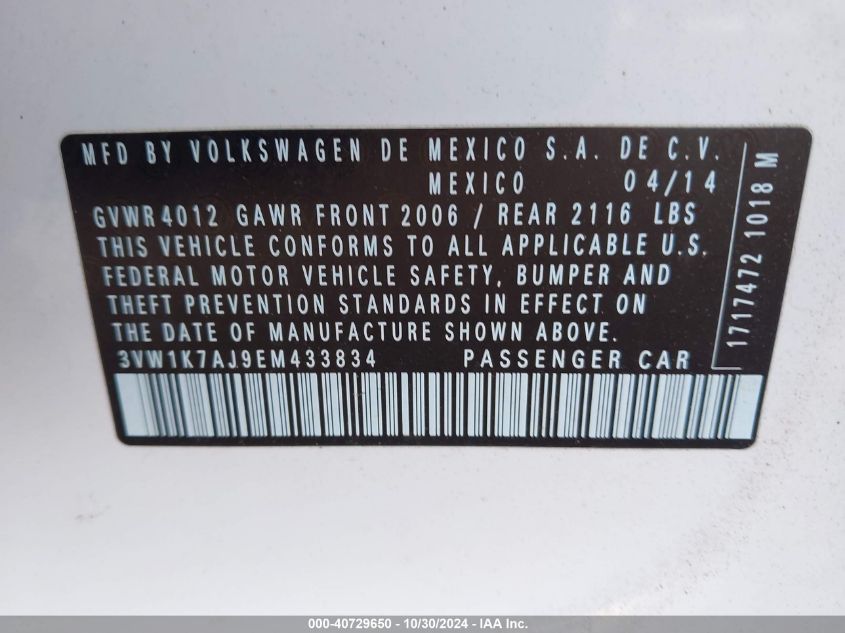 MFD BY VOLKSWAGEN DE MEXICO S.A. DE C.V.
MEXICO 04/14
GVWR4012 GAWR FRONT 2006 / REAR 2116 LBS
THIS VEHICLE CONFORMS TO ALL APPLICABLE U.S.
FEDERAL MOTOR VEHICLE SAFETY, BUMPER AND
THEFT PREVENTION STANDARDS IN EFFECT ON
THE DATE OF MANUFACTURE SHOWN ABOVE.
3VW1K7AJ9EM433834 PASSENGER CAR
1717472 1018 M
000-40729650 - 10/30/2024 - IAA Inc.